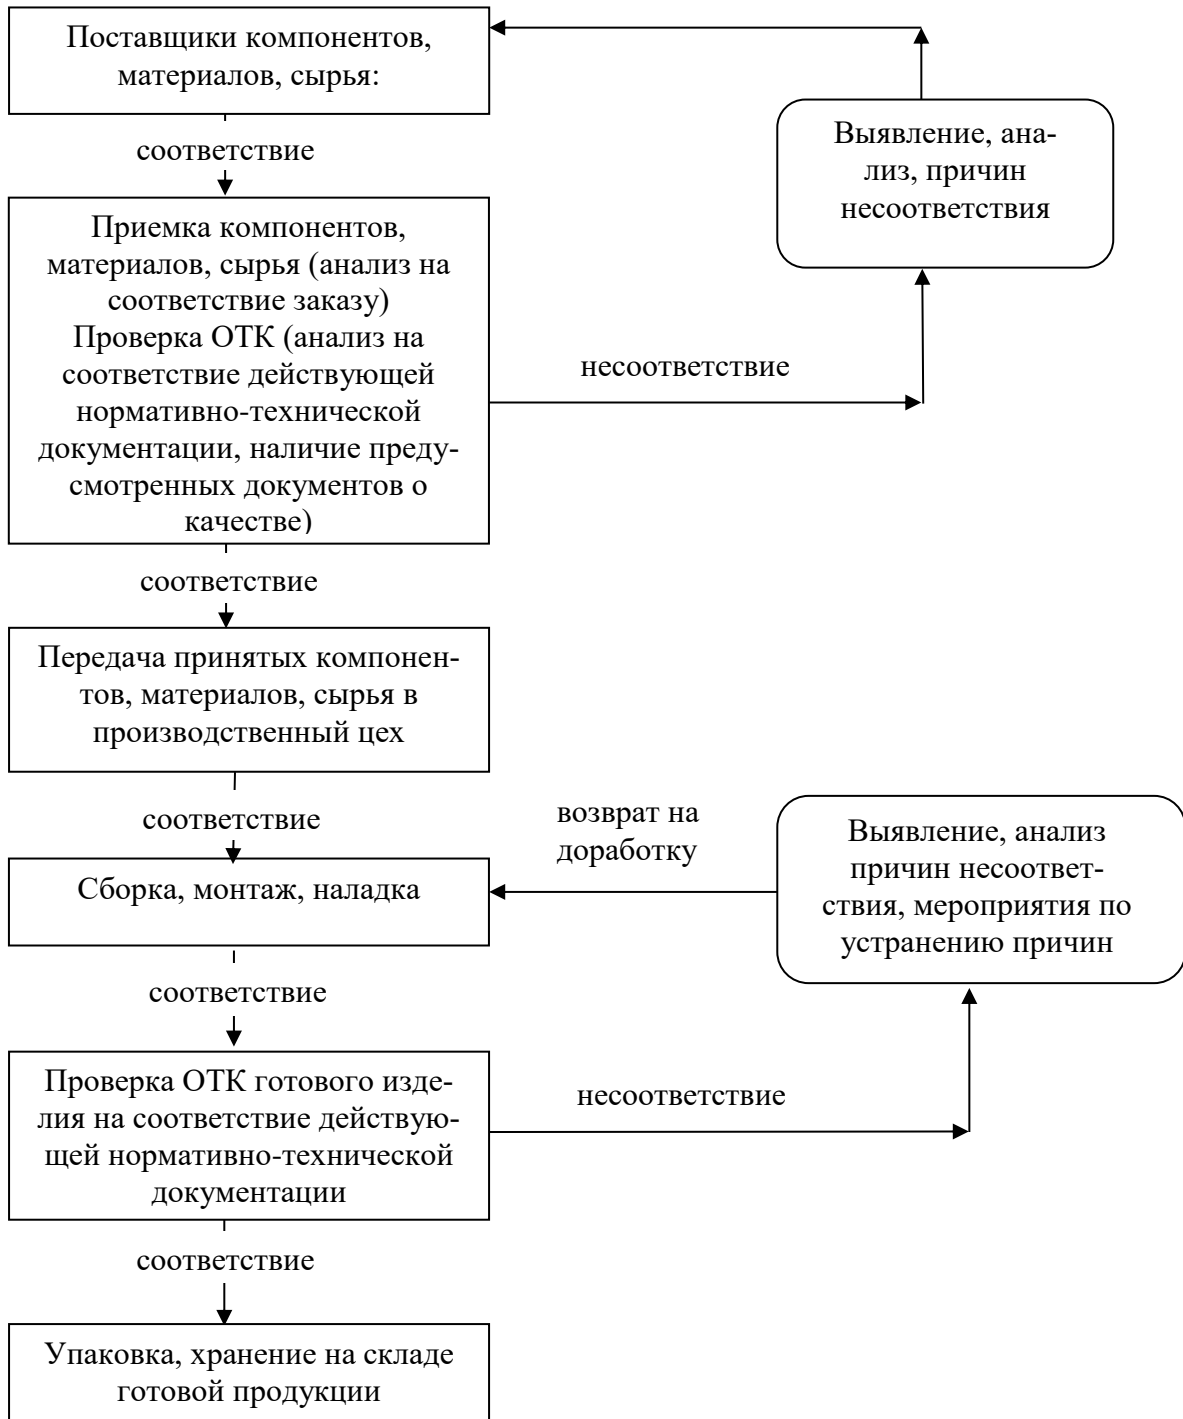 Поставщики компонентов,
материалов, сырья:
Выявление, ана-
лиз, причин
несоответствия
соответствие
Приемка компонентов,
материалов, сырья (анализ на
соответствие заказу)
Проверка ОТК (анализ на
соответствие действующей
нормативно-технической
документации, наличие преду-
смотренных документов о
качестве)
несоответствие
соответствие
Передача принятых компонен-
тов, материалов, сырья в
производственный цех
соответствие
возврат на
доработку
Выявление, анализ
причин несоответ-
ствия, мероприятия по
устранению причин
Сборка, монтаж, наладка
соответствие
Проверка ОТК готового изде-
лия на соответствие действую-
щей нормативно-технической
документации
несоответствие
соответствие
Упаковка, хранение на складе
готовой продукции